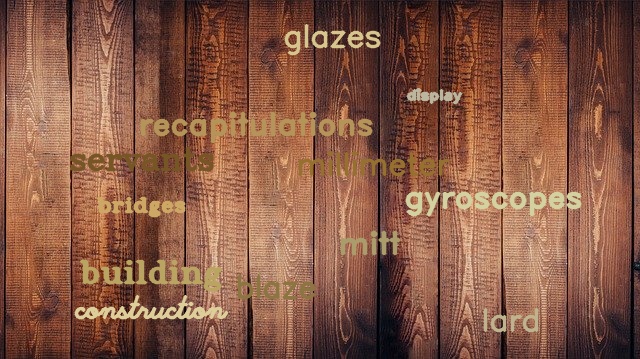 glazes
display
recapitulations
servants
millimeter
bridges
gyroscopes
mitt
building
blaze
construction
lard